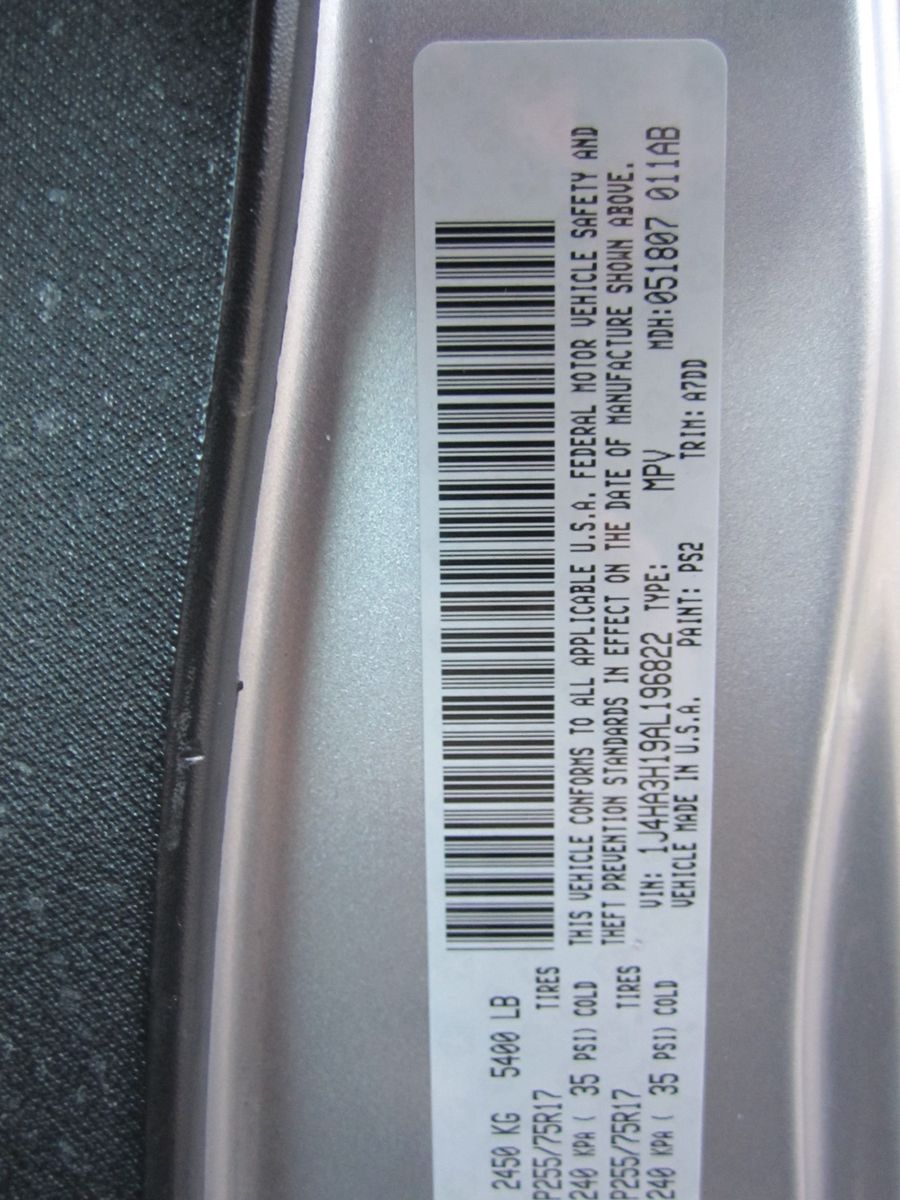 2450 KG 5400 LB
P255/75R17 TIRES
240 KPA ( 35 PSI) COLD
P255/75R17 TIRES
240 KPA ( 35 PSI) COLD
THIS VEHICLE CONFORMS TO ALL APPLICABLE U.S.A. FEDERAL MOTOR VEHICLE SAFETY AND
THEFT PREVENTION STANDARDS IN EFFECT ON THE DATE OF MANUFACTURE SHOWN ABOVE.
VIN: 1J4HA3H19AL196822 TYPE: MPV MDH:051807 011AB
VEHICLE MADE IN U.S.A. PAINT: PS2 TRIM: A7DD